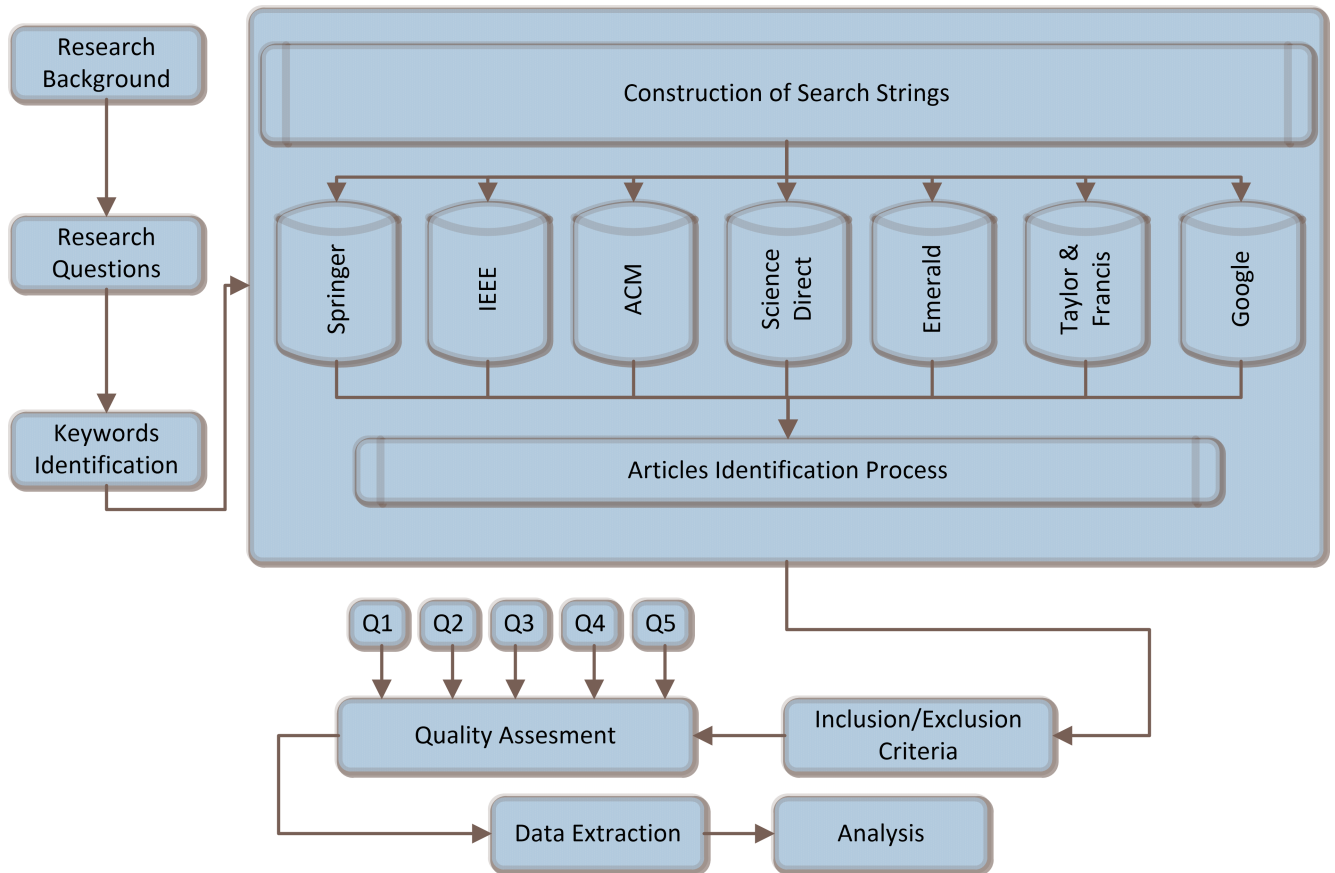 Research
Background
Research
Questions
Keywords
Identification
Construction of Search Strings
Springer
IEEE
ACM
Science
Direct
Emerald
Taylor &
Francis
Google
Articles Identification Process
Q1
Q2
Q3
Q4
Q5
Quality Assesment
Inclusion/Exclusion
Criteria
Data Extraction
Analysis